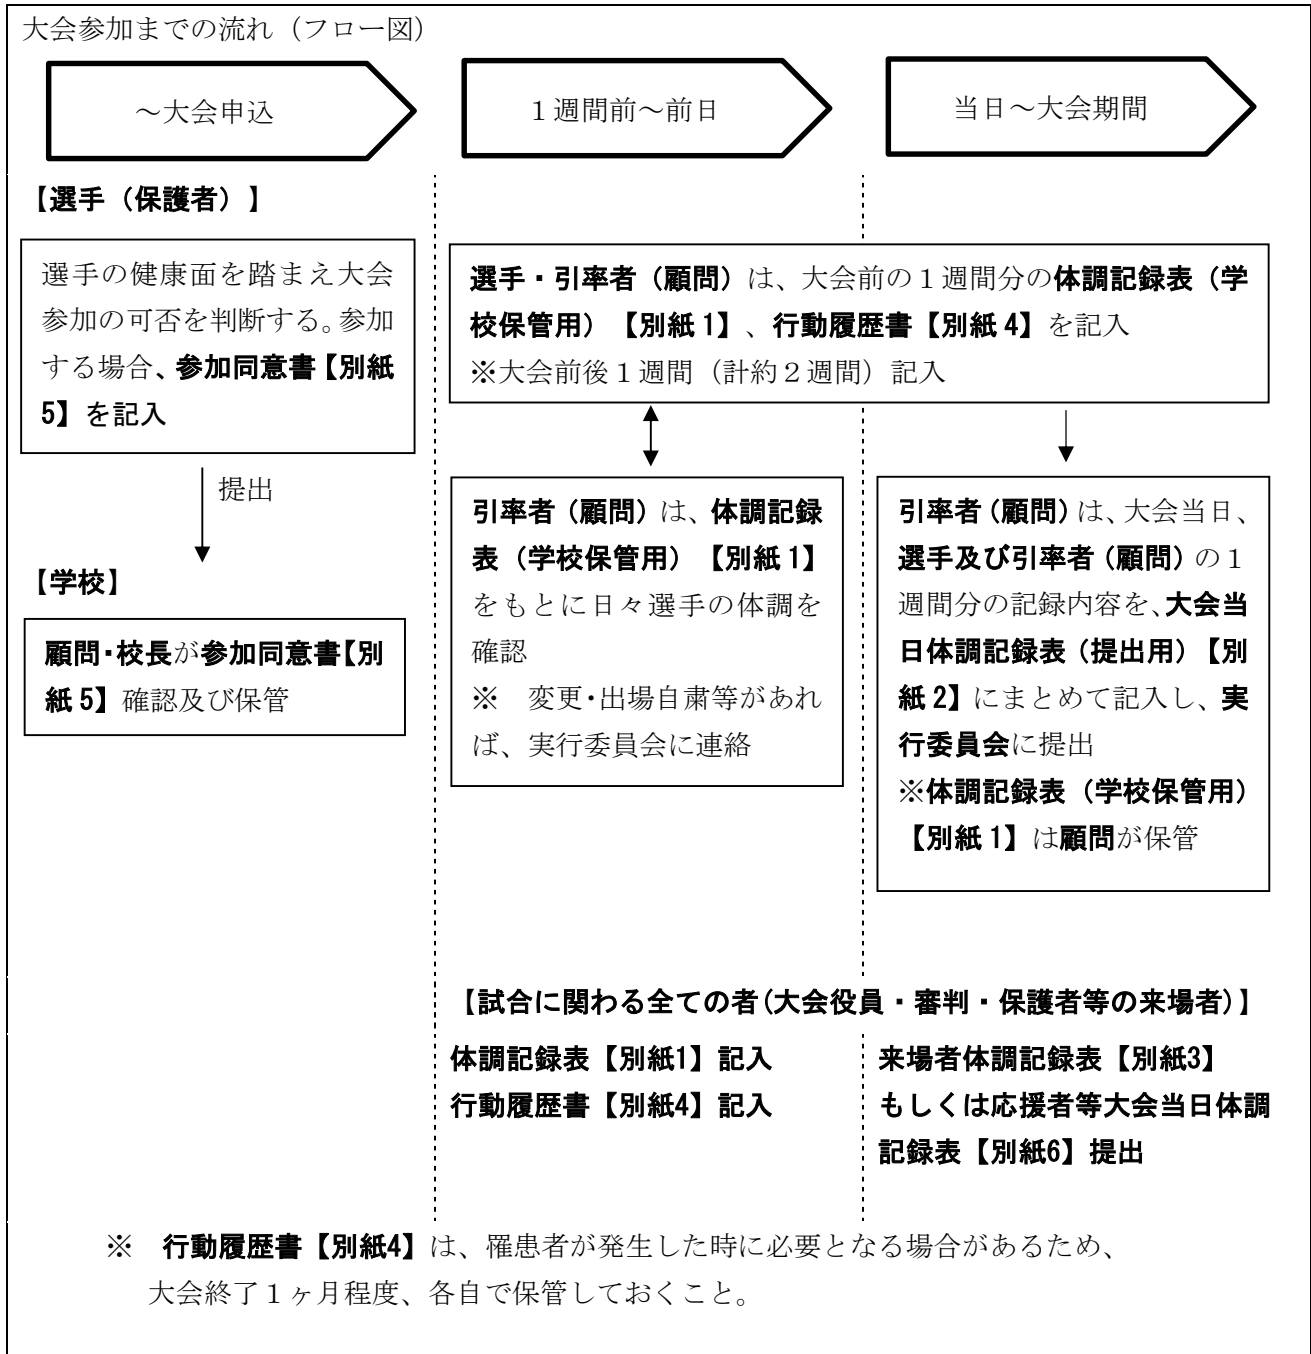 大会参加までの流れ（フロー図）
～大会申込
１週間前～前日
当日～大会期間
【選手（保護者）】
選手の健康面を踏まえ大会
参加の可否を判断する。参加
する場合、参加同意書【別紙
5】を記入
提出
【学校】
顧問・校長が参加同意書【別
紙 5】確認及び保管
選手・引率者（顧問）は、大会前の１週間分の体調記録表（学
校保管用）【別紙 1】、行動履歴書【別紙 4】を記入
※大会前後１週間（計約２週間）記入
引率者（顧問）は、体調記録
表（学校保管用）【別紙 1】
をもとに日々選手の体調を
確認
※　変更・出場自粛等があれ
ば、実行委員会に連絡
引率者（顧問）は、大会当日、
選手及び引率者（顧問）の１
週間分の記録内容を、大会当
日体調記録表（提出用）【別
紙 2】にまとめて記入し、実
行委員会に提出
※体調記録表（学校保管用）
【別紙 1】は顧問が保管
【試合に関わる全ての者(大会役員・審判・保護者等の来場者)】
体調記録表【別紙1】記入
行動履歴書【別紙4】記入
来場者体調記録表【別紙3】
もしくは応援者等大会当日体調
記録表【別紙6】提出
※　行動履歴書【別紙4】は、罹患者が発生した時に必要となる場合があるため、
大会終了１ヶ月程度、各自で保管しておくこと。